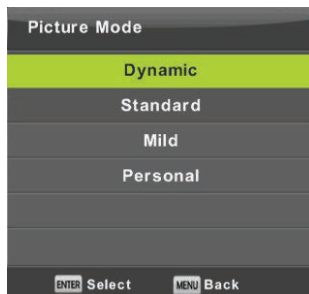 Picture Mode
Dynamic
Standard
Mild
Personal
ENTER Select MENU Back